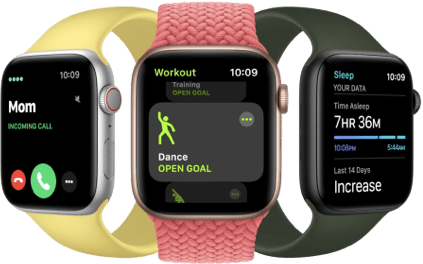 10:09
Mom
INCOMING CALL
Workout 10:09
Training
OPEN GOAL
Dance
OPEN GOAL
Sleep 10:09
YOUR DATA
Time Asleep
7HR 36M
10:08PM 5:44AM
Last 14 Days
Increase